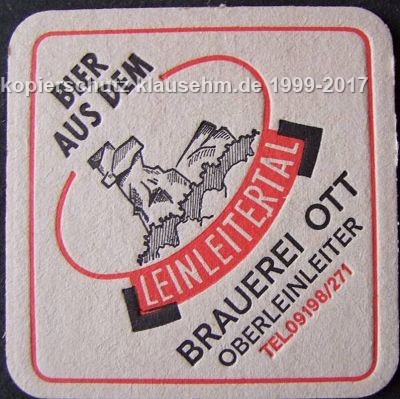 BIER
AUS DEM
kopierschutz klausehm.de 1999-2017
LEINLEITERTAL
BRAUEREI OTT
OBERLEINLEITER
TEL.09198/271